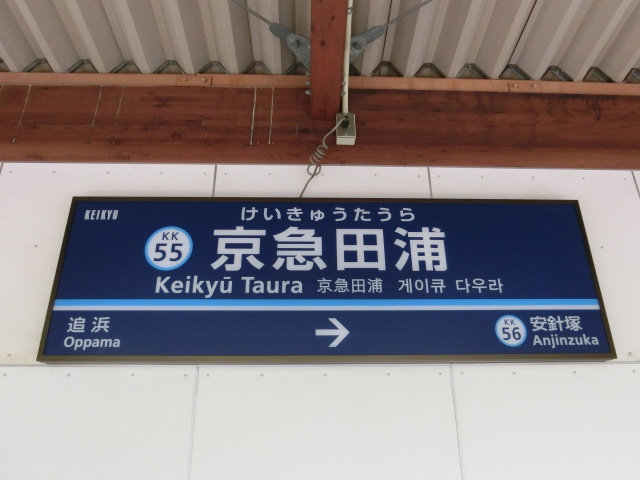 KEIKYU
けいきゅうたうら
KK
55
京急田浦
Keikyū Taura 京急田浦 게이큐 다우라
追浜
Oppama
→
KK
56
安針塚
Anjinzuka